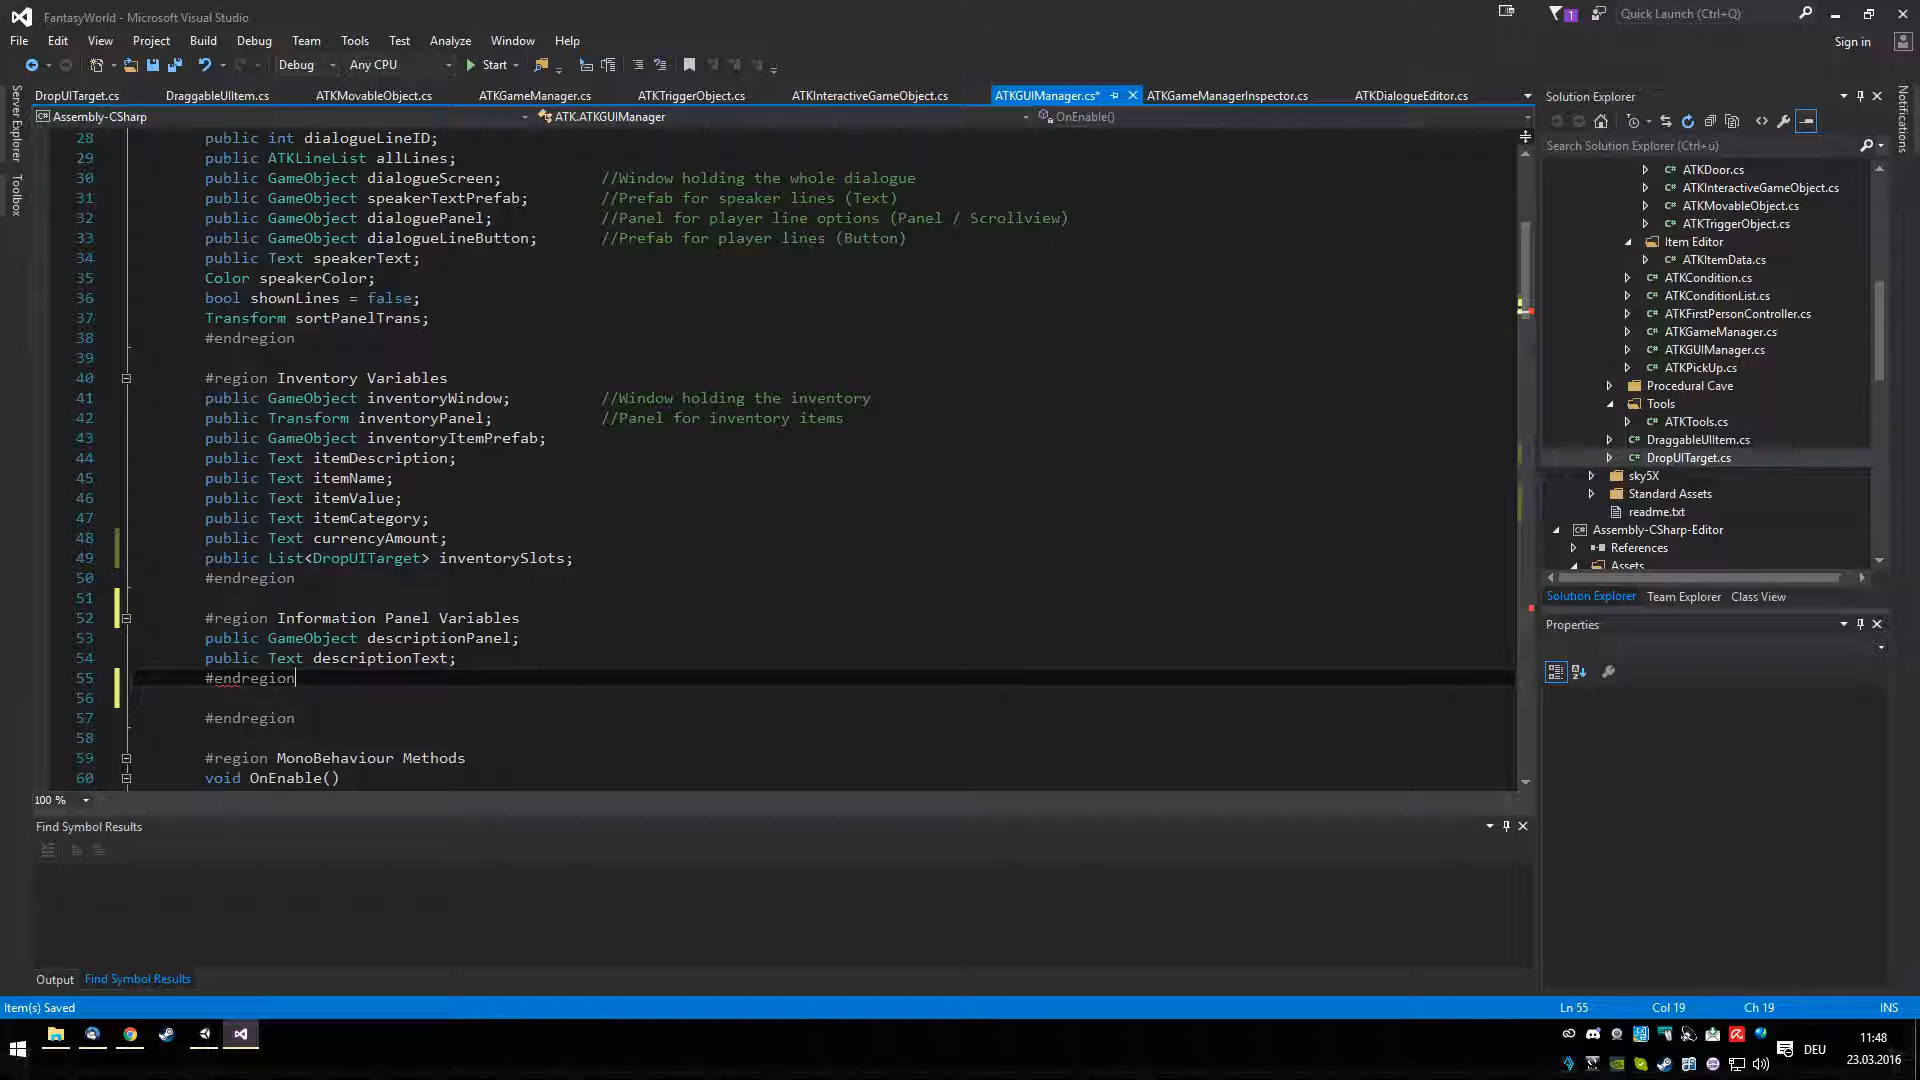 FantasyWorld - Microsoft Visual Studio
1
Quick Launch (Ctrl+Q)
File Edit View Project Build Debug Team Tools Test Analyze Window Help
Sign in
Debug Any CPU Start
DropUITarget.cs DraggableUIItem.cs ATKMovableObject.cs ATKGameManager.cs ATKTriggerObject.cs ATKInteractiveGameObject.cs ATKGUIManager.cs* ATKGameManagerInspector.cs ATKDialogueEditor.cs
Assembly-CSharp ATK.ATKGUIManager OnEnable()
Server Explorer
Toolbox
28 public int dialogueLineID;
29 public ATKLineList allLines;
30 public GameObject dialogueScreen; //Window holding the whole dialogue
31 public GameObject speakerTextPrefab; //Prefab for speaker lines (Text)
32 public GameObject dialoguePanel; //Panel for player line options (Panel / Scrollview)
33 public GameObject dialogueLineButton; //Prefab for player lines (Button)
34 public Text speakerText;
35 Color speakerColor;
36 bool shownLines = false;
37 Transform sortPanelTrans;
38 #endregion
39
40 #region Inventory Variables
41 public GameObject inventoryWindow; //Window holding the inventory
42 public Transform inventoryPanel; //Panel for inventory items
43 public GameObject inventoryItemPrefab;
44 public Text itemDescription;
45 public Text itemName;
46 public Text itemValue;
47 public Text itemCategory;
48 public Text currencyAmount;
49 public List<DropUITarget> inventorySlots;
50 #endregion
51
52 #region Information Panel Variables
53 public GameObject descriptionPanel;
54 public Text descriptionText;
55 #endregion
56
57 #endregion
58
59 #region MonoBehaviour Methods
60 void OnEnable()
100 %
Find Symbol Results
Output Find Symbol Results
Solution Explorer
Search Solution Explorer (Ctrl+ü)
ATKDoor.cs
ATKInteractiveGameObject.cs
ATKMovableObject.cs
ATKTriggerObject.cs
Item Editor
ATKItemData.cs
ATKCondition.cs
ATKConditionList.cs
ATKFirstPersonController.cs
ATKGameManager.cs
ATKGUIManager.cs
ATKPickUp.cs
Procedural Cave
Tools
ATKTools.cs
DraggableUIItem.cs
DropUITarget.cs
sky5X
Standard Assets
readme.txt
Assembly-CSharp-Editor
References
Assets
Solution Explorer Team Explorer Class View
Properties
Notifications
Item(s) Saved Ln 55 Col 19 Ch 19 INS
DEU
11:48
23.03.2016